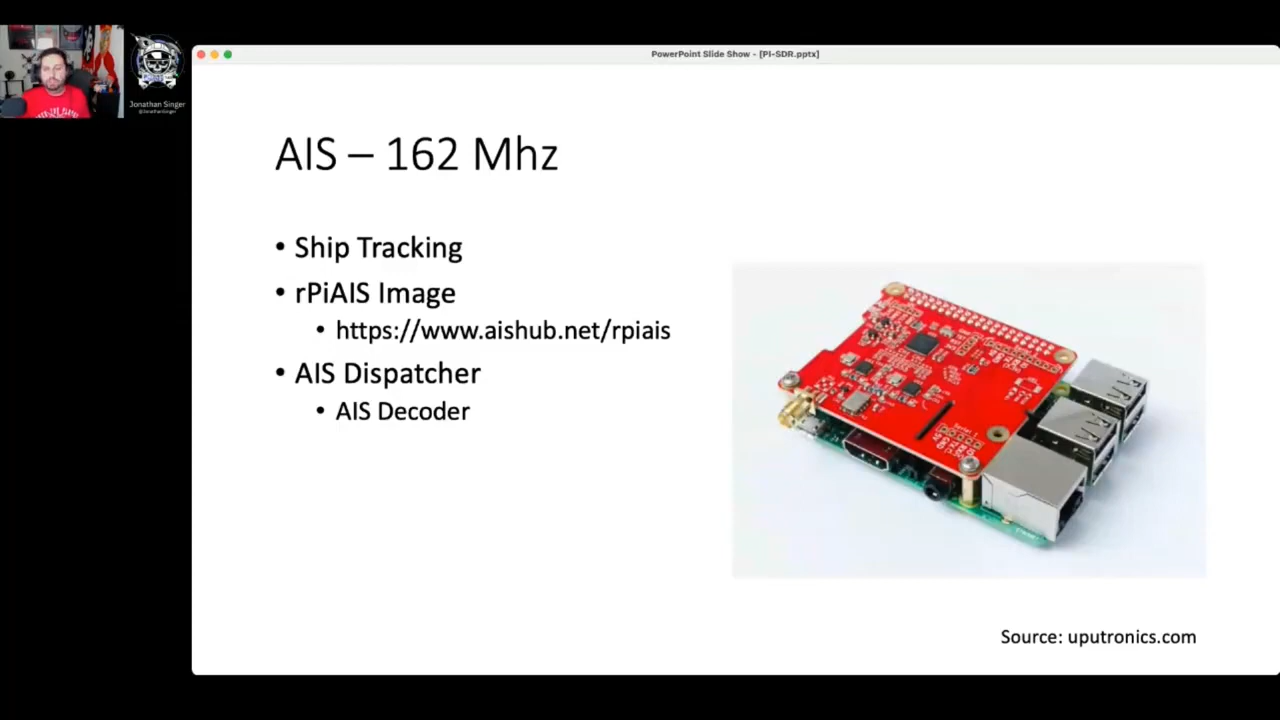 PowerPoint Slide Show - [PI-SDR.pptx]
Jonathan Singer
@JonathanSinger
AIS – 162 Mhz
• Ship Tracking
• rPiAIS Image
• https://www.aishub.net/rpiais
• AIS Dispatcher
• AIS Decoder
Source: uputronics.com